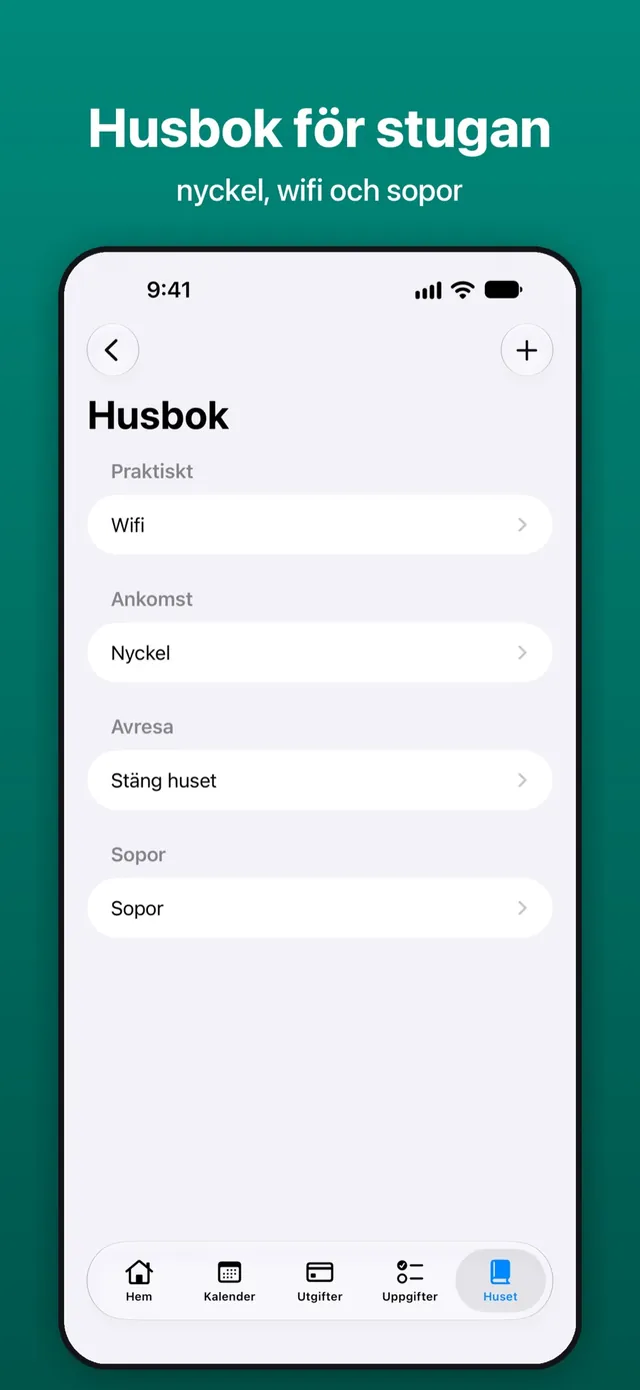 Husbok för stugan
nyckel, wifi och sopor
9:41
Husbok
Praktiskt
Wifi
Ankomst
Nyckel
Avresa
Stäng huset
Sopor
Sopor
Hem
Kalender
Utgifter
Uppgifter
Huset